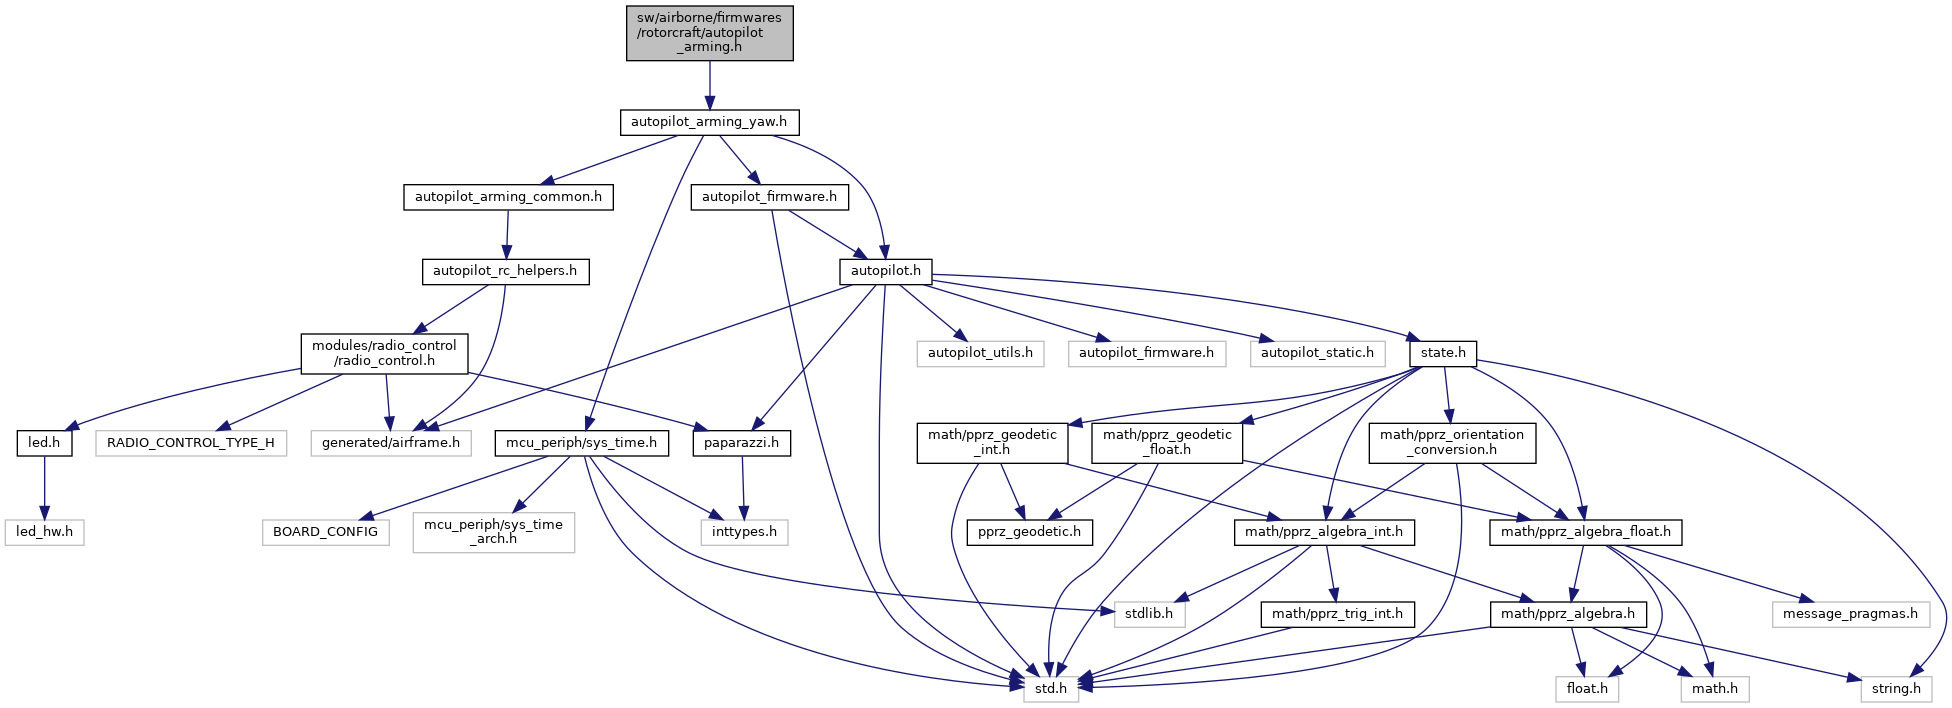 sw/airborne/firmwares
/rotorcraft/autopilot
_arming.h
autopilot_arming_yaw.h
autopilot_arming_common.h
autopilot_firmware.h
autopilot_rc_helpers.h
autopilot.h
modules/radio_control
/radio_control.h
autopilot_utils.h
autopilot_firmware.h
autopilot_static.h
state.h
led.h
RADIO_CONTROL_TYPE_H
generated/airframe.h
mcu_periph/sys_time.h
paparazzi.h
math/pprz_geodetic
_int.h
math/pprz_geodetic
_float.h
math/pprz_orientation
_conversion.h
led_hw.h
BOARD_CONFIG
mcu_periph/sys_time
_arch.h
inttypes.h
pprz_geodetic.h
math/pprz_algebra_int.h
math/pprz_algebra_float.h
stdlib.h
math/pprz_trig_int.h
math/pprz_algebra.h
message_pragmas.h
std.h
float.h
math.h
string.h